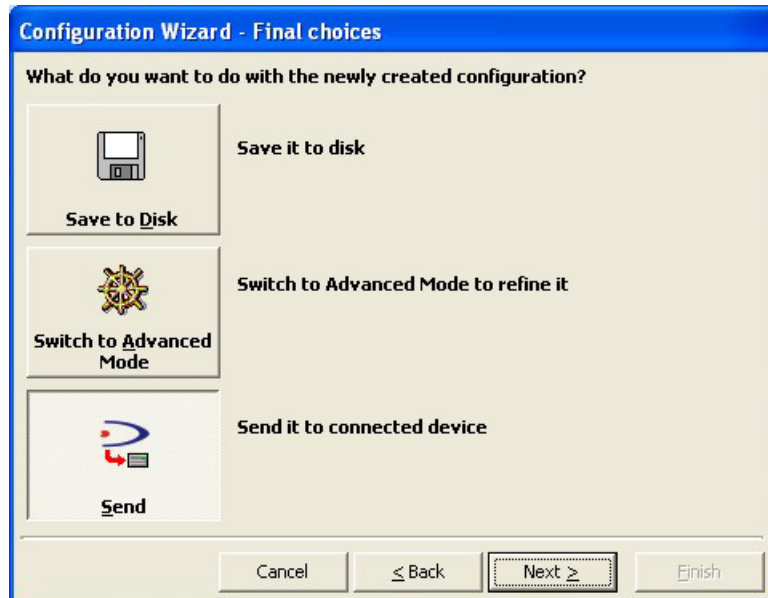 Configuration Wizard - Final choices
What do you want to do with the newly created configuration?
Save to Disk
Save it to disk
Switch to Advanced
Mode
Switch to Advanced Mode to refine it
Send
Send it to connected device
Cancel
< Back
Next >
Finish